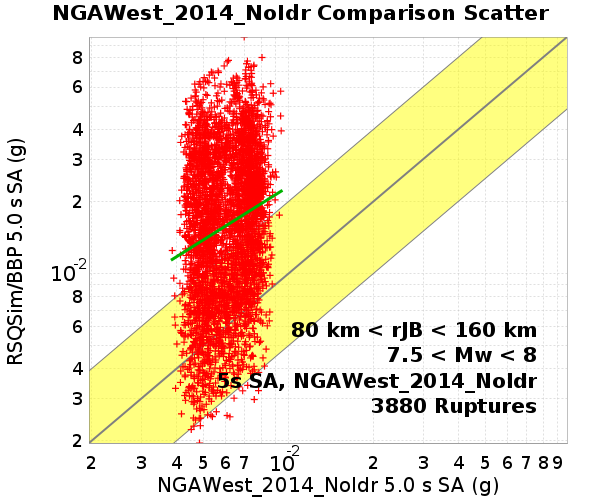 NGAWest_2014_NoIdr Comparison Scatter
RSQSim/BBP 5.0 s SA (g)
8
6
4
3
2
10-2
8
6
4
3
2
80 km < rJB < 160 km
7.5 < Mw < 8
5s SA, NGAWest_2014_NoIdr
3880 Ruptures
2 3 4 5 6 7 10-2 2 3 4 5 6 7 8 9
NGAWest_2014_NoIdr 5.0 s SA (g)